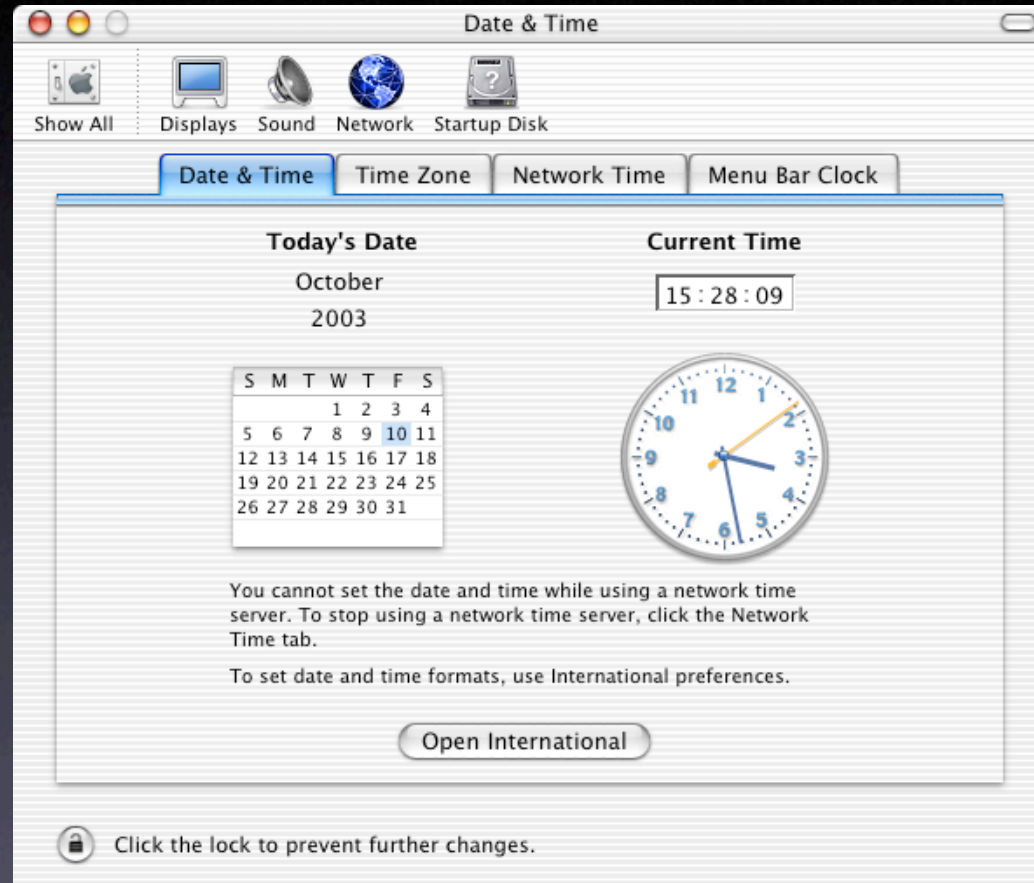 Date & Time
Show All Displays Sound Network Startup Disk
Date & Time Time Zone Network Time Menu Bar Clock
Today's Date
October
2003
S M T W T F S
1 2 3 4
5 6 7 8 9 10 11
12 13 14 15 16 17 18
19 20 21 22 23 24 25
26 27 28 29 30 31
Current Time
15:28:09
12
1
2
3
4
5
6
7
8
9
10
11
You cannot set the date and time while using a network time
server. To stop using a network time server, click the Network
Time tab.
To set date and time formats, use International preferences.
Open International
Click the lock to prevent further changes.